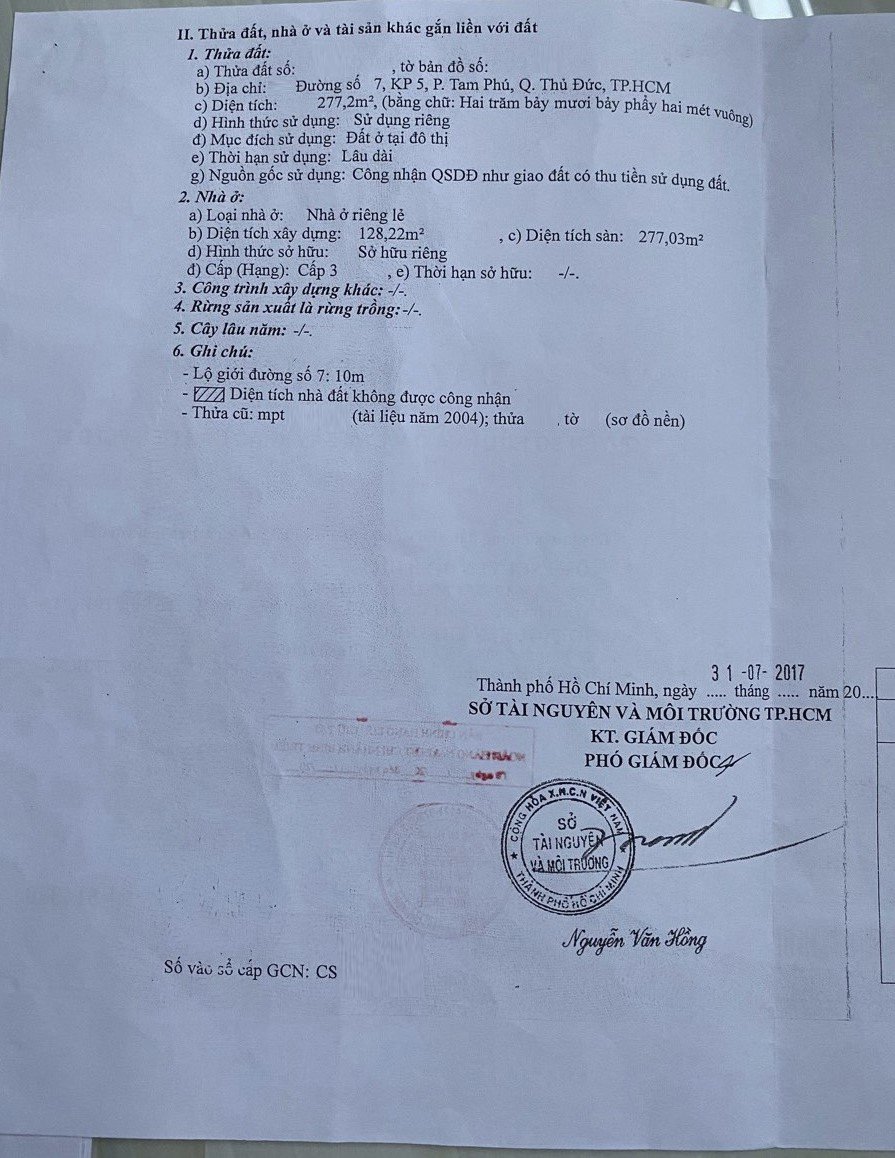 II. Thửa đất, nhà ở và tài sản khác gắn liền với đất
1. Thửa đất:
a) Thửa đất số: , tờ bản đồ số:
b) Địa chỉ: Đường số 7, KP 5, P. Tam Phú, Q. Thủ Đức, TP.HCM
c) Diện tích: 277,2m², (bằng chữ: Hai trăm bảy mươi bảy phẩy hai mét vuông)
d) Hình thức sử dụng: Sử dụng riêng
đ) Mục đích sử dụng: Đất ở tại đô thị
e) Thời hạn sử dụng: Lâu dài
g) Nguồn gốc sử dụng: Công nhận QSDĐ như giao đất có thu tiền sử dụng đất.
2. Nhà ở:
a) Loại nhà ở: Nhà ở riêng lẻ
b) Diện tích xây dựng: 128,22m² , c) Diện tích sàn: 277,03m²
d) Hình thức sở hữu: Sở hữu riêng
đ) Cấp (Hạng): Cấp 3 , e) Thời hạn sở hữu: -/-.
3. Công trình xây dựng khác: -/-.
4. Rừng sản xuất là rừng trồng: -/-.
5. Cây lâu năm: -/-.
6. Ghi chú:
- Lộ giới đường số 7: 10m
- Diện tích nhà đất không được công nhận
- Thửa cũ: mpt (tài liệu năm 2004); thửa , tờ (sơ đồ nền)
31-07-2017
Thành phố Hồ Chí Minh, ngày ..... tháng ..... năm 20...
SỞ TÀI NGUYÊN VÀ MÔI TRƯỜNG TP.HCM
KT. GIÁM ĐỐC
PHÓ GIÁM ĐỐC
CỘNG HÒA X.H.C.N VIỆT NAM
SỞ
TÀI NGUYÊN
VÀ MÔI TRƯỜNG
THÀNH PHỐ HỒ CHÍ MINH
Nguyễn Văn Hồng
Số vào sổ cấp GCN: CS